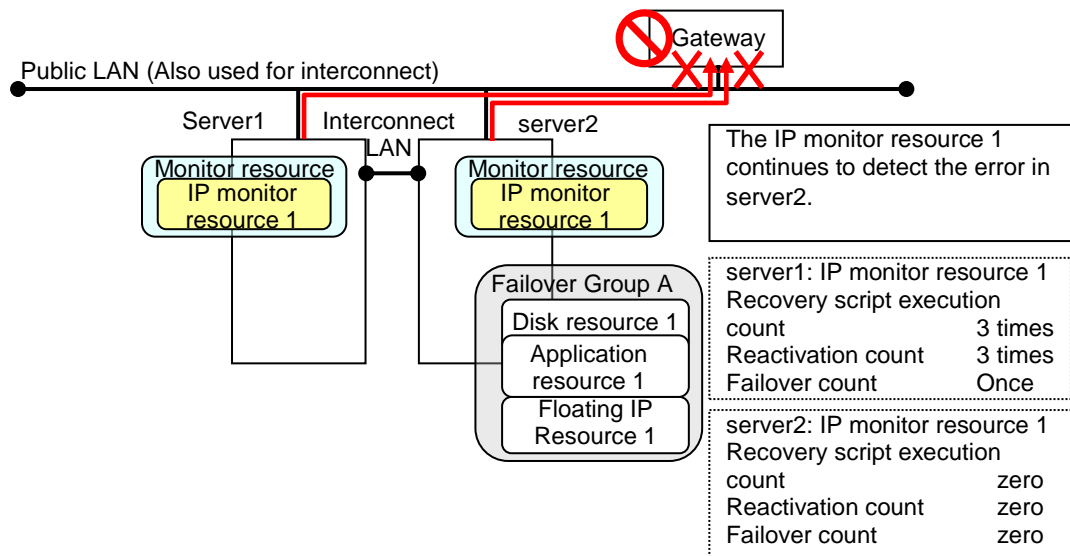 Gateway
Public LAN (Also used for interconnect)
Server1
Interconnect
LAN
server2
Monitor resource
IP monitor
resource 1
Monitor resource
IP monitor
resource 1
Failover Group A
Disk resource 1
Application
resource 1
Floating IP
Resource 1
The IP monitor resource 1
continues to detect the error in
server2.
server1: IP monitor resource 1
Recovery script execution
count 3 times
Reactivation count 3 times
Failover count Once
server2: IP monitor resource 1
Recovery script execution
count zero
Reactivation count zero
Failover count zero